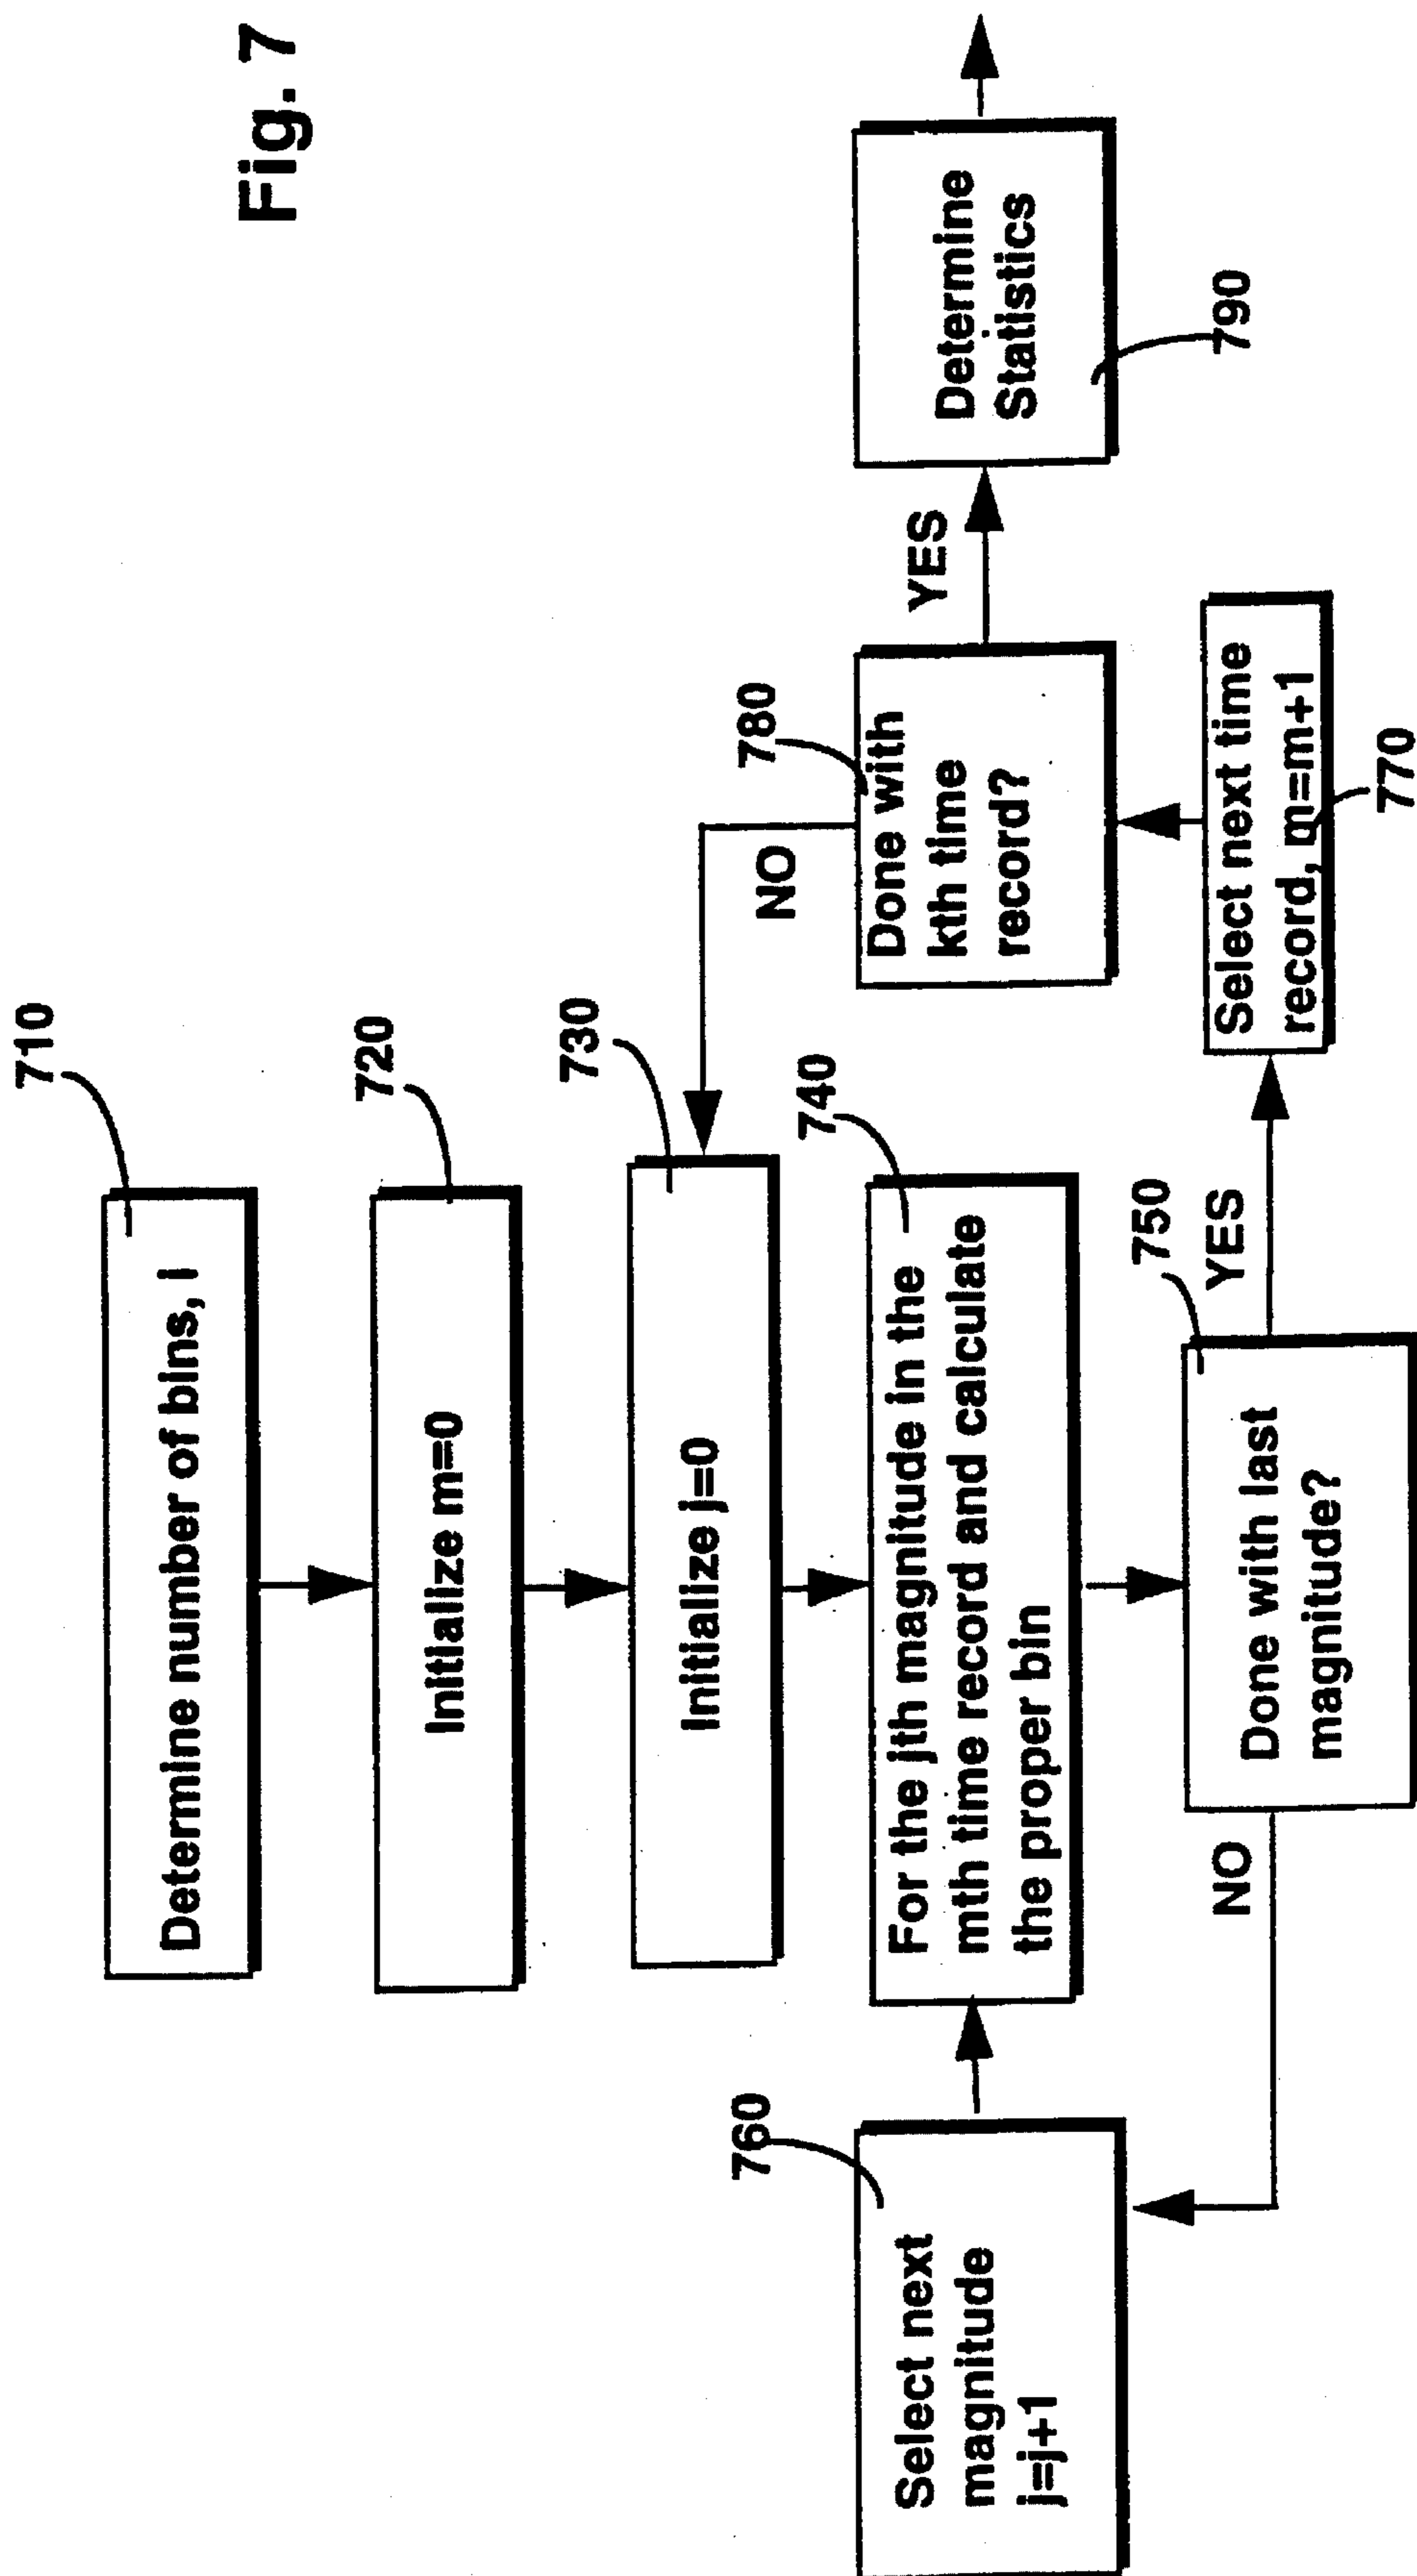 Fig. 7
710
Determine number of bins, I
720
Initialize m=0
730
Initialize j=0
740
For the jth magnitude in the
mth time record and calculate
the proper bin
750
Done with last
magnitude?
NO
YES
760
Select next
magnitude
j=j+1
770
Select next time
record, m=m+1
780
Done with
kth time
record?
NO
YES
790
Determine
Statistics